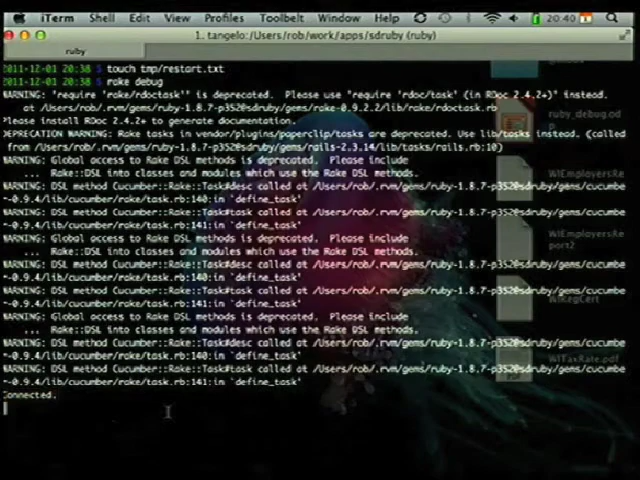 iTerm Shell Edit View Profiles Toolbelt Window Help 20:40
1. tangelo:/Users/rob/work/apps/sdruby (ruby)
ruby
2011-12-01 20:38 $ touch tmp/restart.txt
2011-12-01 20:38 $ rake debug
WARNING: 'require 'rake/rdoctask'' is deprecated. Please use 'require 'rdoc/task' (in RDoc 2.4.2+)' instead.
at /Users/rob/.rvm/gems/ruby-1.8.7-p352@sdruby/gems/rake-0.9.2.2/lib/rake/rdoctask.rb
Please install RDoc 2.4.2+ to generate documentation.
DEPRECATION WARNING: Rake tasks in vendor/plugins/paperclip/tasks are deprecated. Use lib/tasks instead. (called
from /Users/rob/.rvm/gems/ruby-1.8.7-p352@sdruby/gems/rails-2.3.14/lib/tasks/rails.rb:10)
WARNING: Global access to Rake DSL methods is deprecated. Please include
... Rake::DSL into classes and modules which use the Rake DSL methods.
WARNING: DSL method Cucumber::Rake::Task#desc called at /Users/rob/.rvm/gems/ruby-1.8.7-p352@sdruby/gems/cucumbe
r-0.9.4/lib/cucumber/rake/task.rb:140:in `define_task'
WARNING: DSL method Cucumber::Rake::Task#task called at /Users/rob/.rvm/gems/ruby-1.8.7-p352@sdruby/gems/cucumbe
r-0.9.4/lib/cucumber/rake/task.rb:141:in `define_task'
WARNING: Global access to Rake DSL methods is deprecated. Please include
... Rake::DSL into classes and modules which use the Rake DSL methods.
WARNING: DSL method Cucumber::Rake::Task#desc called at /Users/rob/.rvm/gems/ruby-1.8.7-p352@sdruby/gems/cucumbe
r-0.9.4/lib/cucumber/rake/task.rb:140:in `define_task'
WARNING: DSL method Cucumber::Rake::Task#task called at /Users/rob/.rvm/gems/ruby-1.8.7-p352@sdruby/gems/cucumbe
r-0.9.4/lib/cucumber/rake/task.rb:141:in `define_task'
WARNING: Global access to Rake DSL methods is deprecated. Please include
... Rake::DSL into classes and modules which use the Rake DSL methods.
WARNING: DSL method Cucumber::Rake::Task#desc called at /Users/rob/.rvm/gems/ruby-1.8.7-p352@sdruby/gems/cucumbe
r-0.9.4/lib/cucumber/rake/task.rb:140:in `define_task'
WARNING: DSL method Cucumber::Rake::Task#task called at /Users/rob/.rvm/gems/ruby-1.8.7-p352@sdruby/gems/cucumbe
r-0.9.4/lib/cucumber/rake/task.rb:141:in `define_task'
Connected.
ruby_debug.od
p
WIEmployersRe
port2
WIRegCert
WITaxRate.pdf